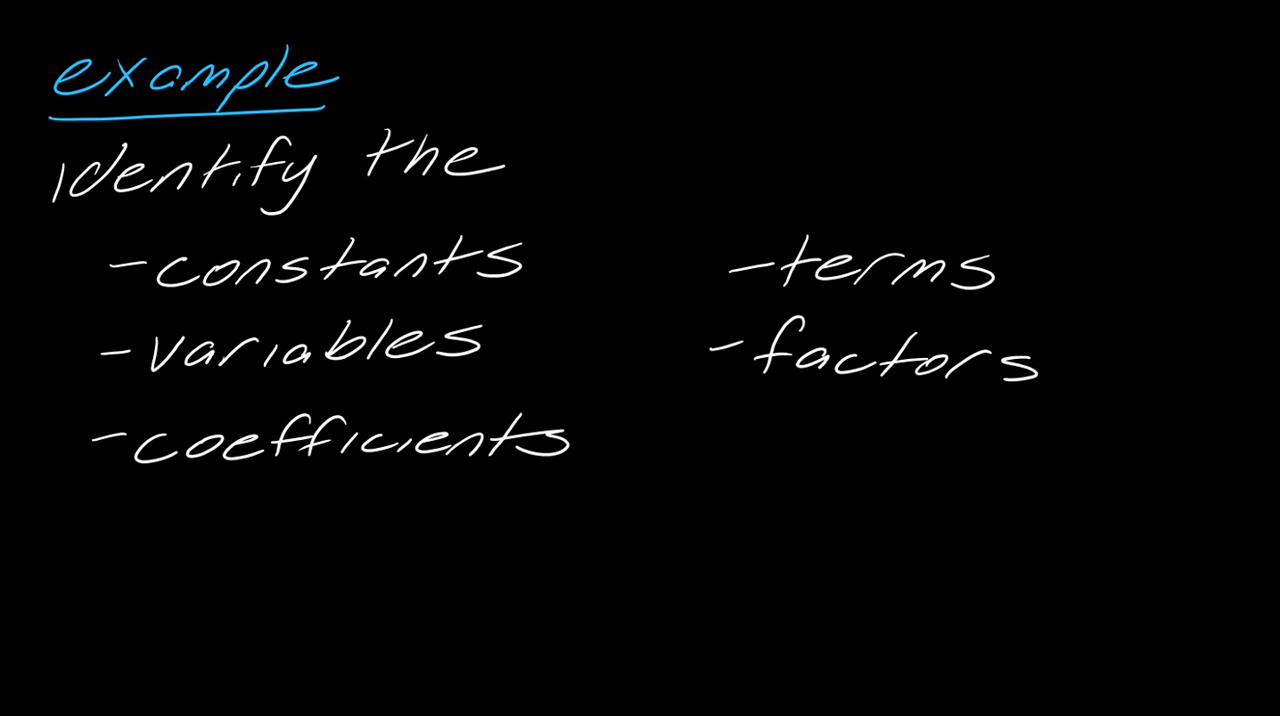 example
identify the
- constants
- variables
- coefficients
- terms
- factors